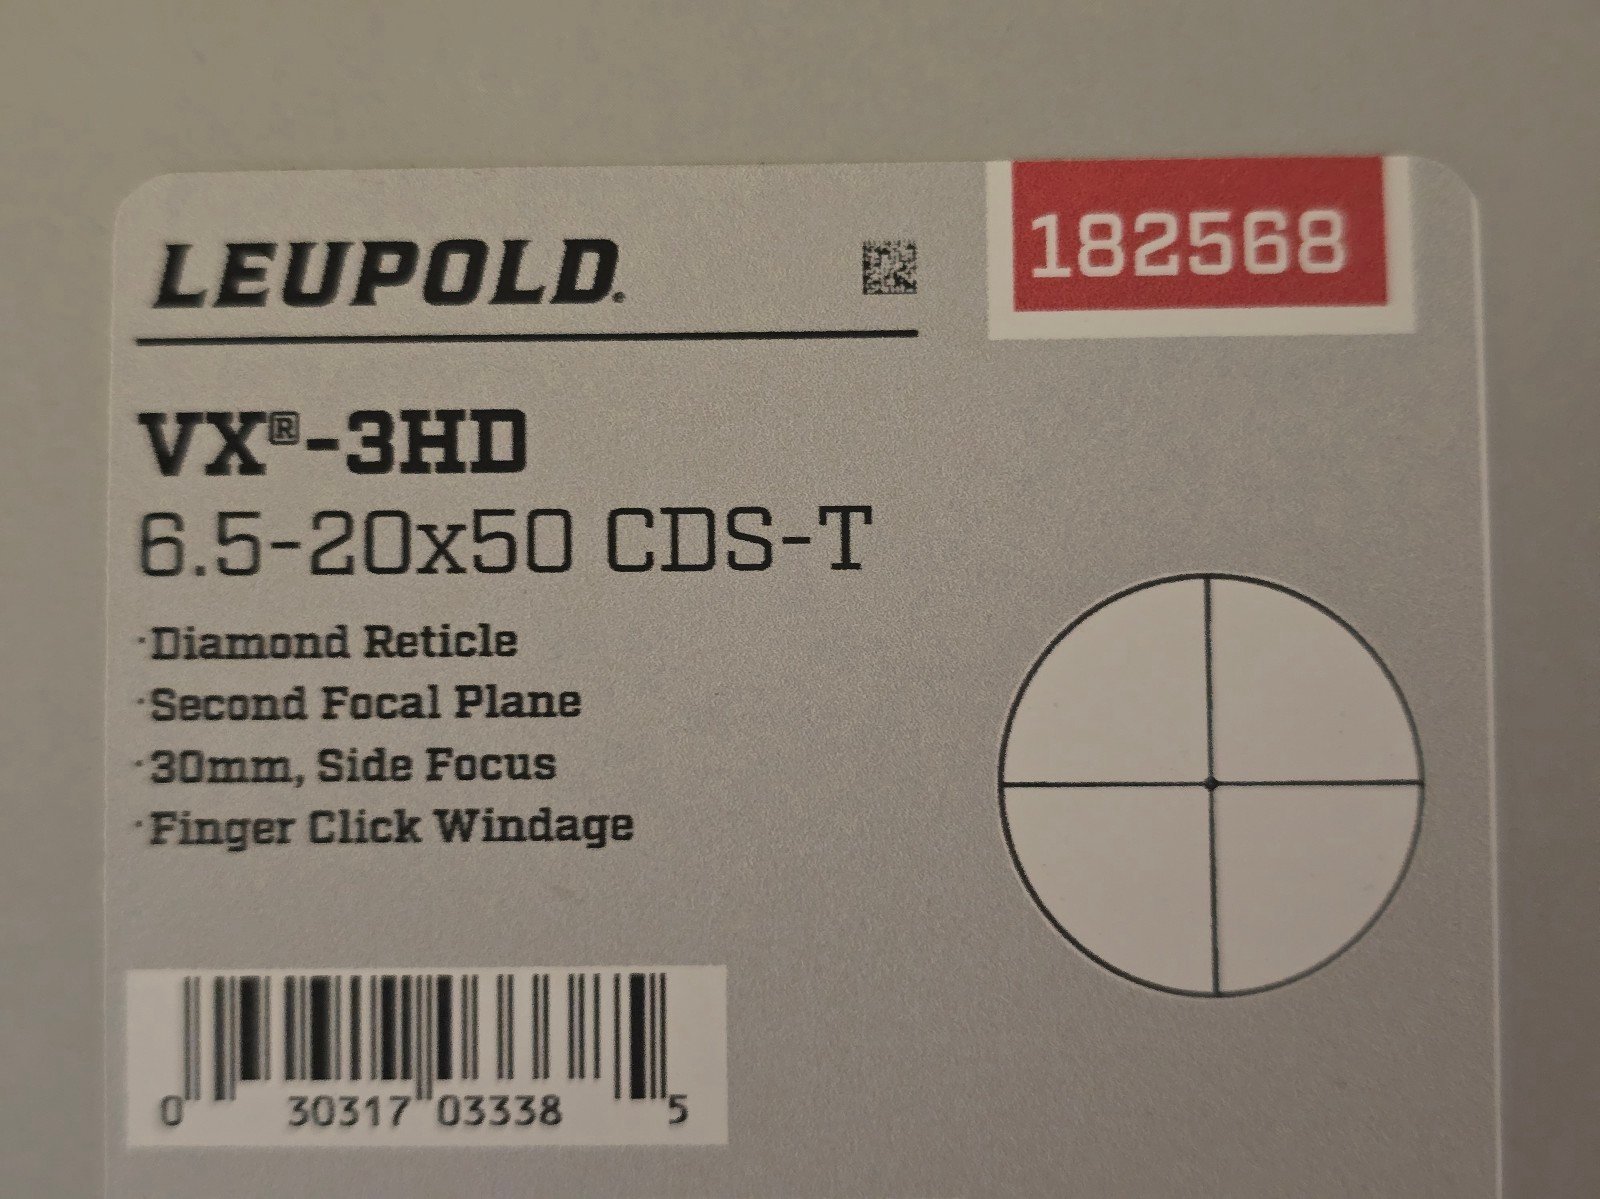 LEUPOLD.
182568
VX®-3HD
6.5-20x50 CDS-T
·Diamond Reticle
·Second Focal Plane
·30mm, Side Focus
·Finger Click Windage
0 30317 03338 5